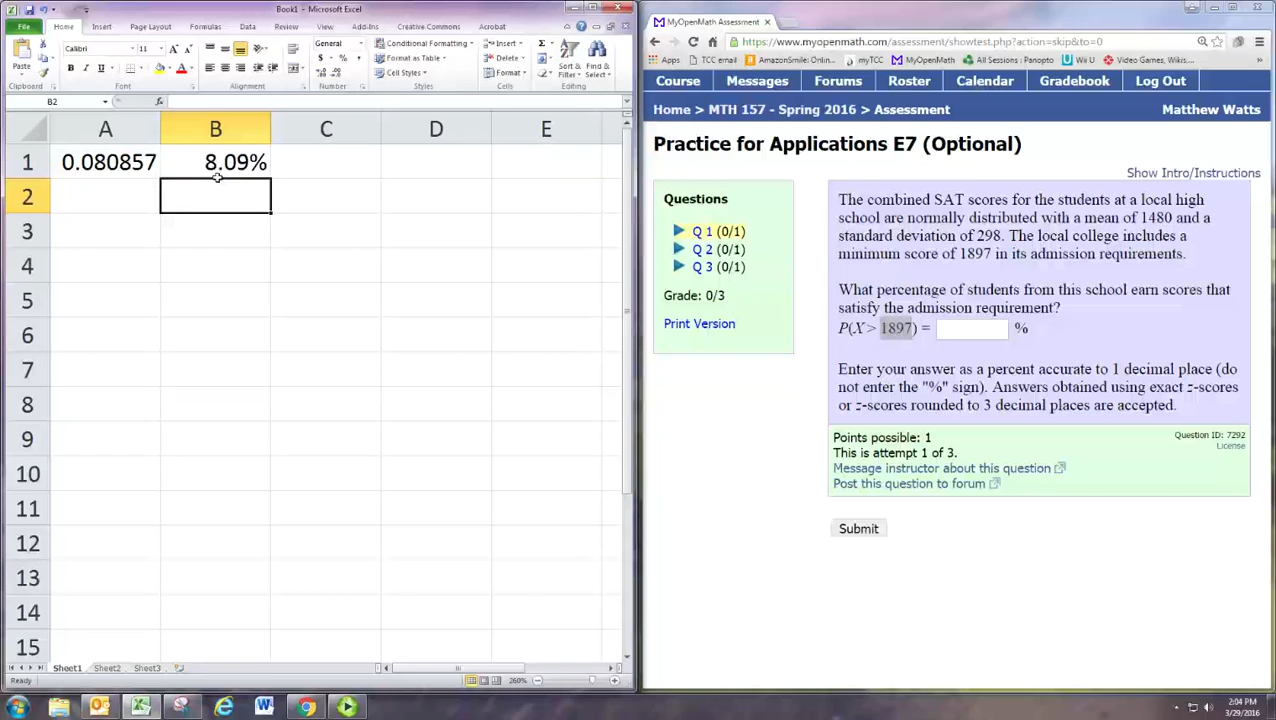 Book1 - Microsoft Excel
File Home Insert Page Layout Formulas Data Review View Add-Ins Creative Commons Acrobat
Paste
Calibri 11
General
Conditional Formatting
Format as Table
Cell Styles
Insert
Delete
Format
Sort & Filter
Find & Select
Clipboard Font Alignment Number Styles Cells Editing
B2 fx
A B C D E
1 0.080857 8.09%
2
3
4
5
6
7
8
9
10
11
12
13
14
15
Sheet1 Sheet2 Sheet3
Ready 260%
MyOpenMath Assessment
https://www.myopenmath.com/assessment/showtest.php?action=skip&to=0
Apps TCC email AmazonSmile: Onlin myTCC MyOpenMath All Sessions | Panopto Wii U Video Games, Wiki
Course Messages Forums Roster Calendar Gradebook Log Out
Home > MTH 157 - Spring 2016 > Assessment Matthew Watts
Practice for Applications E7 (Optional)
Show Intro/Instructions
Questions
Q 1 (0/1)
Q 2 (0/1)
Q 3 (0/1)
Grade: 0/3
Print Version
The combined SAT scores for the students at a local high
school are normally distributed with a mean of 1480 and a
standard deviation of 298. The local college includes a
minimum score of 1897 in its admission requirements.
What percentage of students from this school earn scores that
satisfy the admission requirement?
P(X > 1897) = %
Enter your answer as a percent accurate to 1 decimal place (do
not enter the "%" sign). Answers obtained using exact z-scores
or z-scores rounded to 3 decimal places are accepted.
Points possible: 1
Question ID: 7292
License
This is attempt 1 of 3.
Message instructor about this question
Post this question to forum
Submit
2:04 PM
3/29/2016